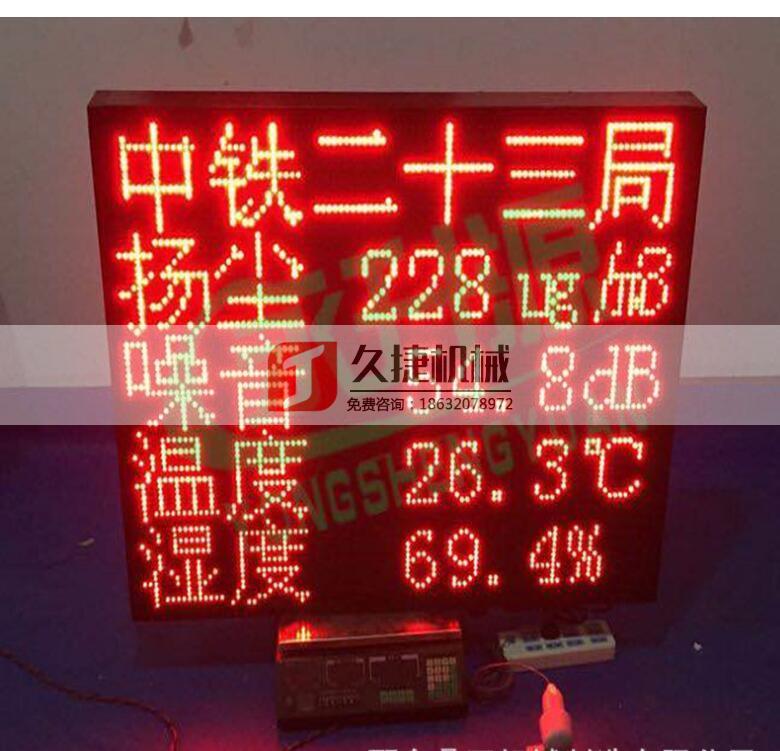 中铁二十三局
扬尘 228ug/m3
噪音 8dB
久捷机械
免费咨询：18632078972
温度 26.3℃
湿度 69.4%